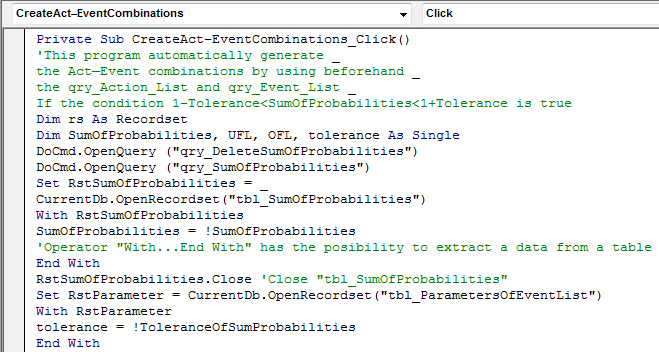 CreateAct–EventCombinations Click
Private Sub CreateAct-EventCombinations_Click()
'This program automatically generate _
the Act—Event combinations by using beforehand _
the qry_Action_List and qry_Event_List _
If the condition 1-Tolerance<SumOfProbabilities<1+Tolerance is true
Dim rs As Recordset
Dim SumOfProbabilities, UFL, OFL, tolerance As Single
DoCmd.OpenQuery ("qry_DeleteSumOfProbabilities")
DoCmd.OpenQuery ("qry_SumOfProbabilities")
Set RstSumOfProbabilities = _
CurrentDb.OpenRecordset("tbl_SumOfProbabilities")
With RstSumOfProbabilities
SumOfProbabilities = !SumOfProbabilities
'Operator "With...End With" has the posibility to extract a data from a table
End With
RstSumOfProbabilities.Close 'Close "tbl_SumOfProbabilities"
Set RstParameter = CurrentDb.OpenRecordset("tbl_ParametersOfEventList")
With RstParameter
tolerance = !ToleranceOfSumProbabilities
End With